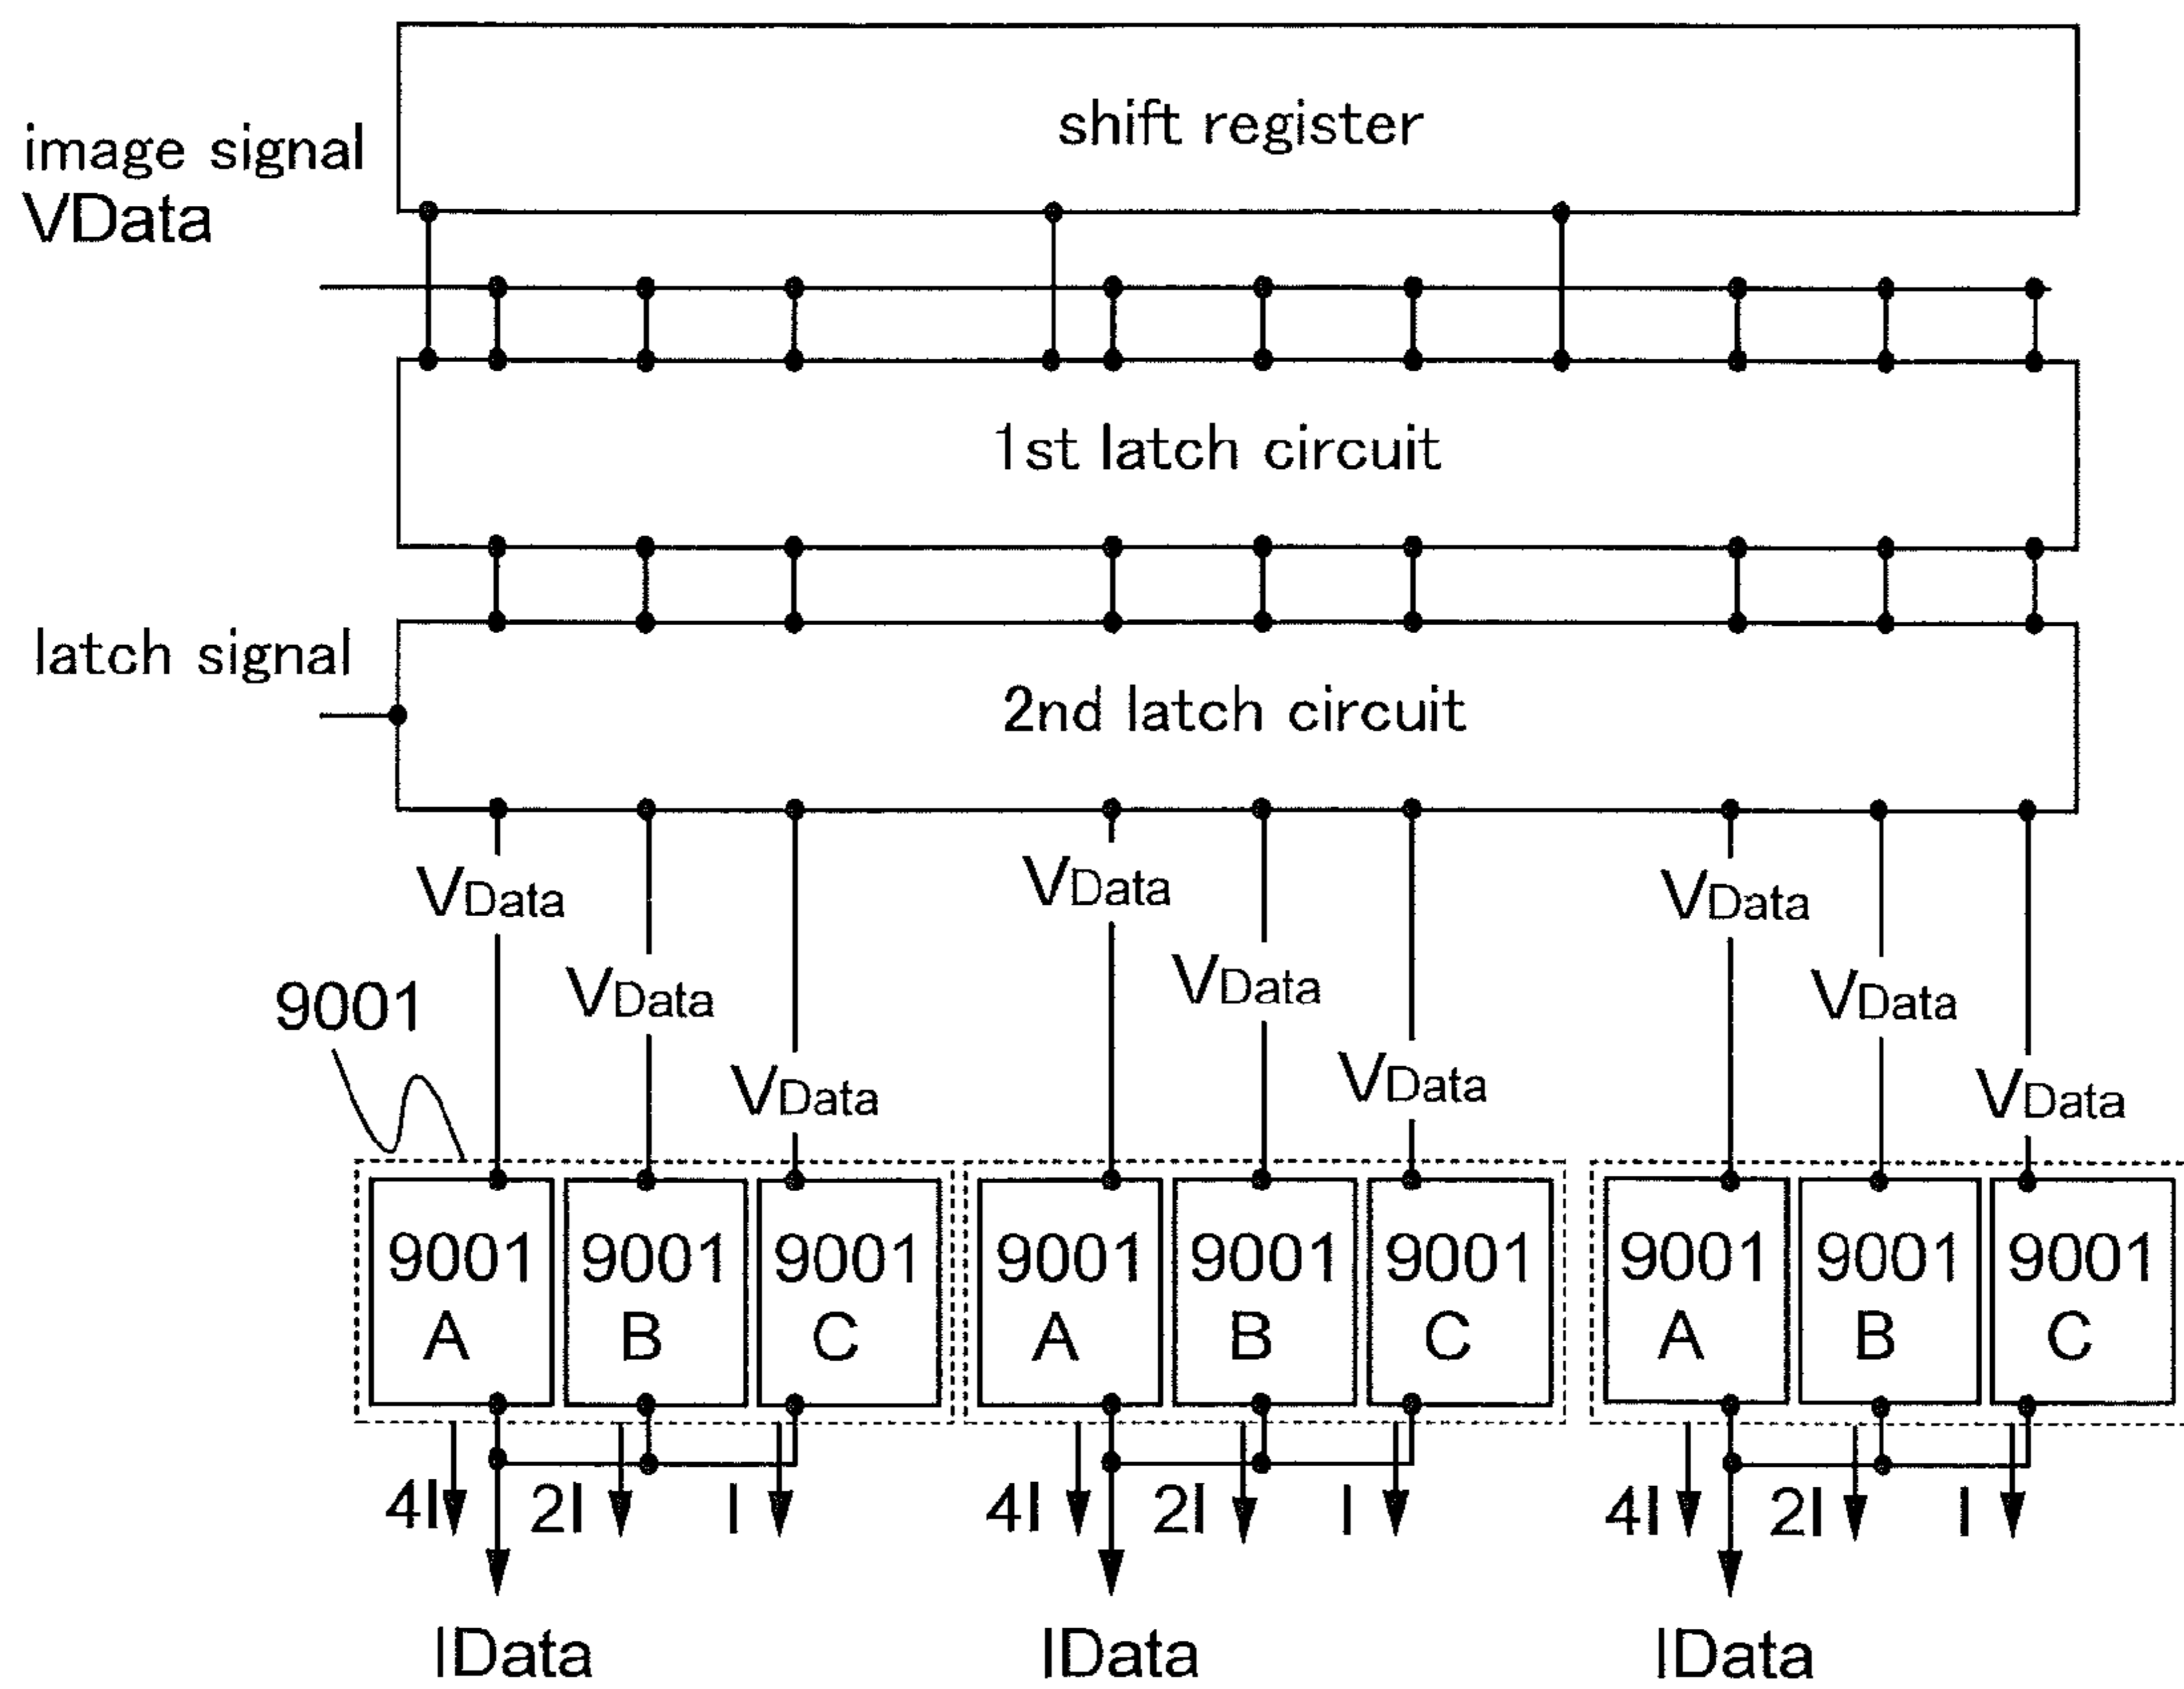 shift register
image signal
VData
1st latch circuit
latch signal
2nd latch circuit
VData
VData
VData
VData
VData
VData
VData
VData
VData
9001
9001
A
9001
B
9001
C
9001
A
9001
B
9001
C
9001
A
9001
B
9001
C
4I
2I
I
4I
2I
I
4I
2I
I
IData
IData
IData